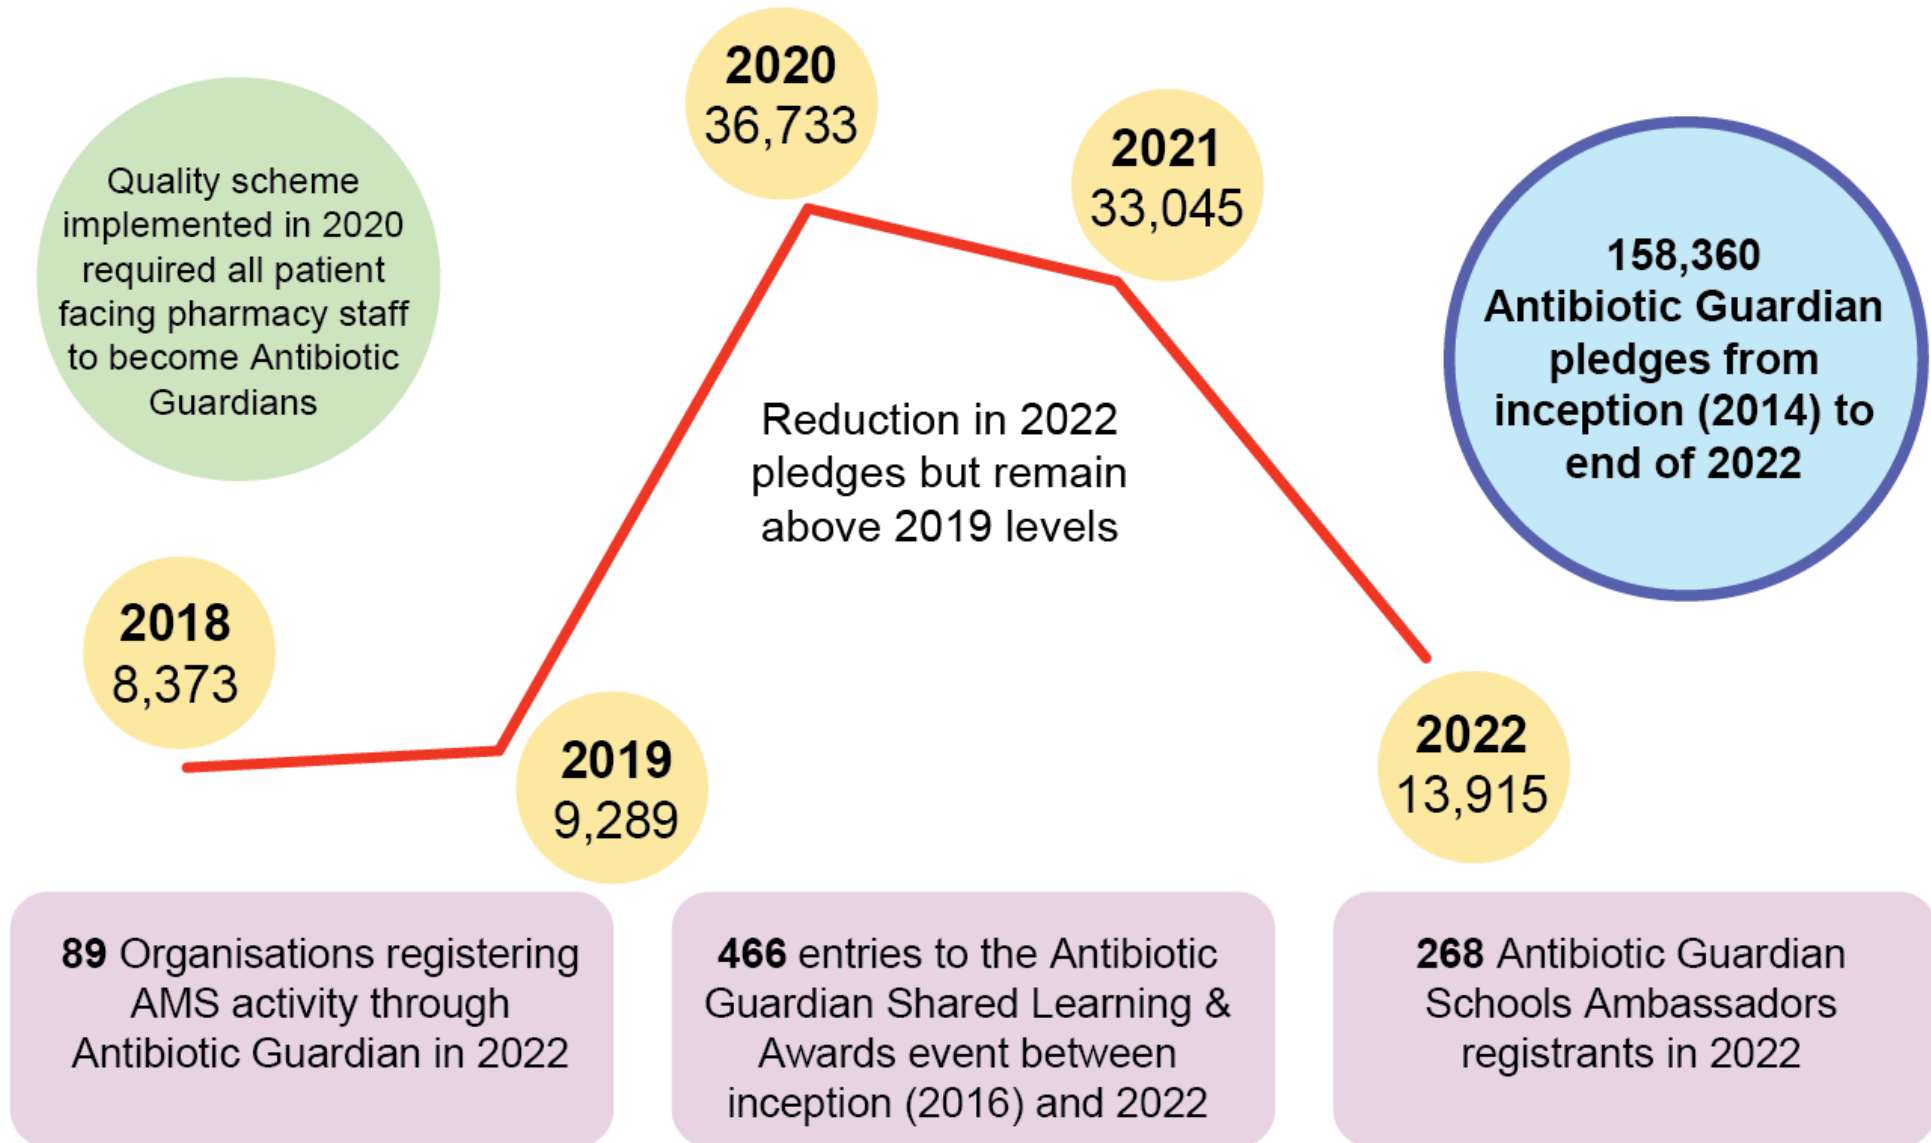 2020
36,733
2021
33,045
Quality scheme
implemented in 2020
required all patient
facing pharmacy staff
to become Antibiotic
Guardians
158,360
Antibiotic Guardian
pledges from
inception (2014) to
end of 2022
Reduction in 2022
pledges but remain
above 2019 levels
2018
8,373
2019
9,289
2022
13,915
89 Organisations registering
AMS activity through
Antibiotic Guardian in 2022
466 entries to the Antibiotic
Guardian Shared Learning &
Awards event between
inception (2016) and 2022
268 Antibiotic Guardian
Schools Ambassadors
registrants in 2022